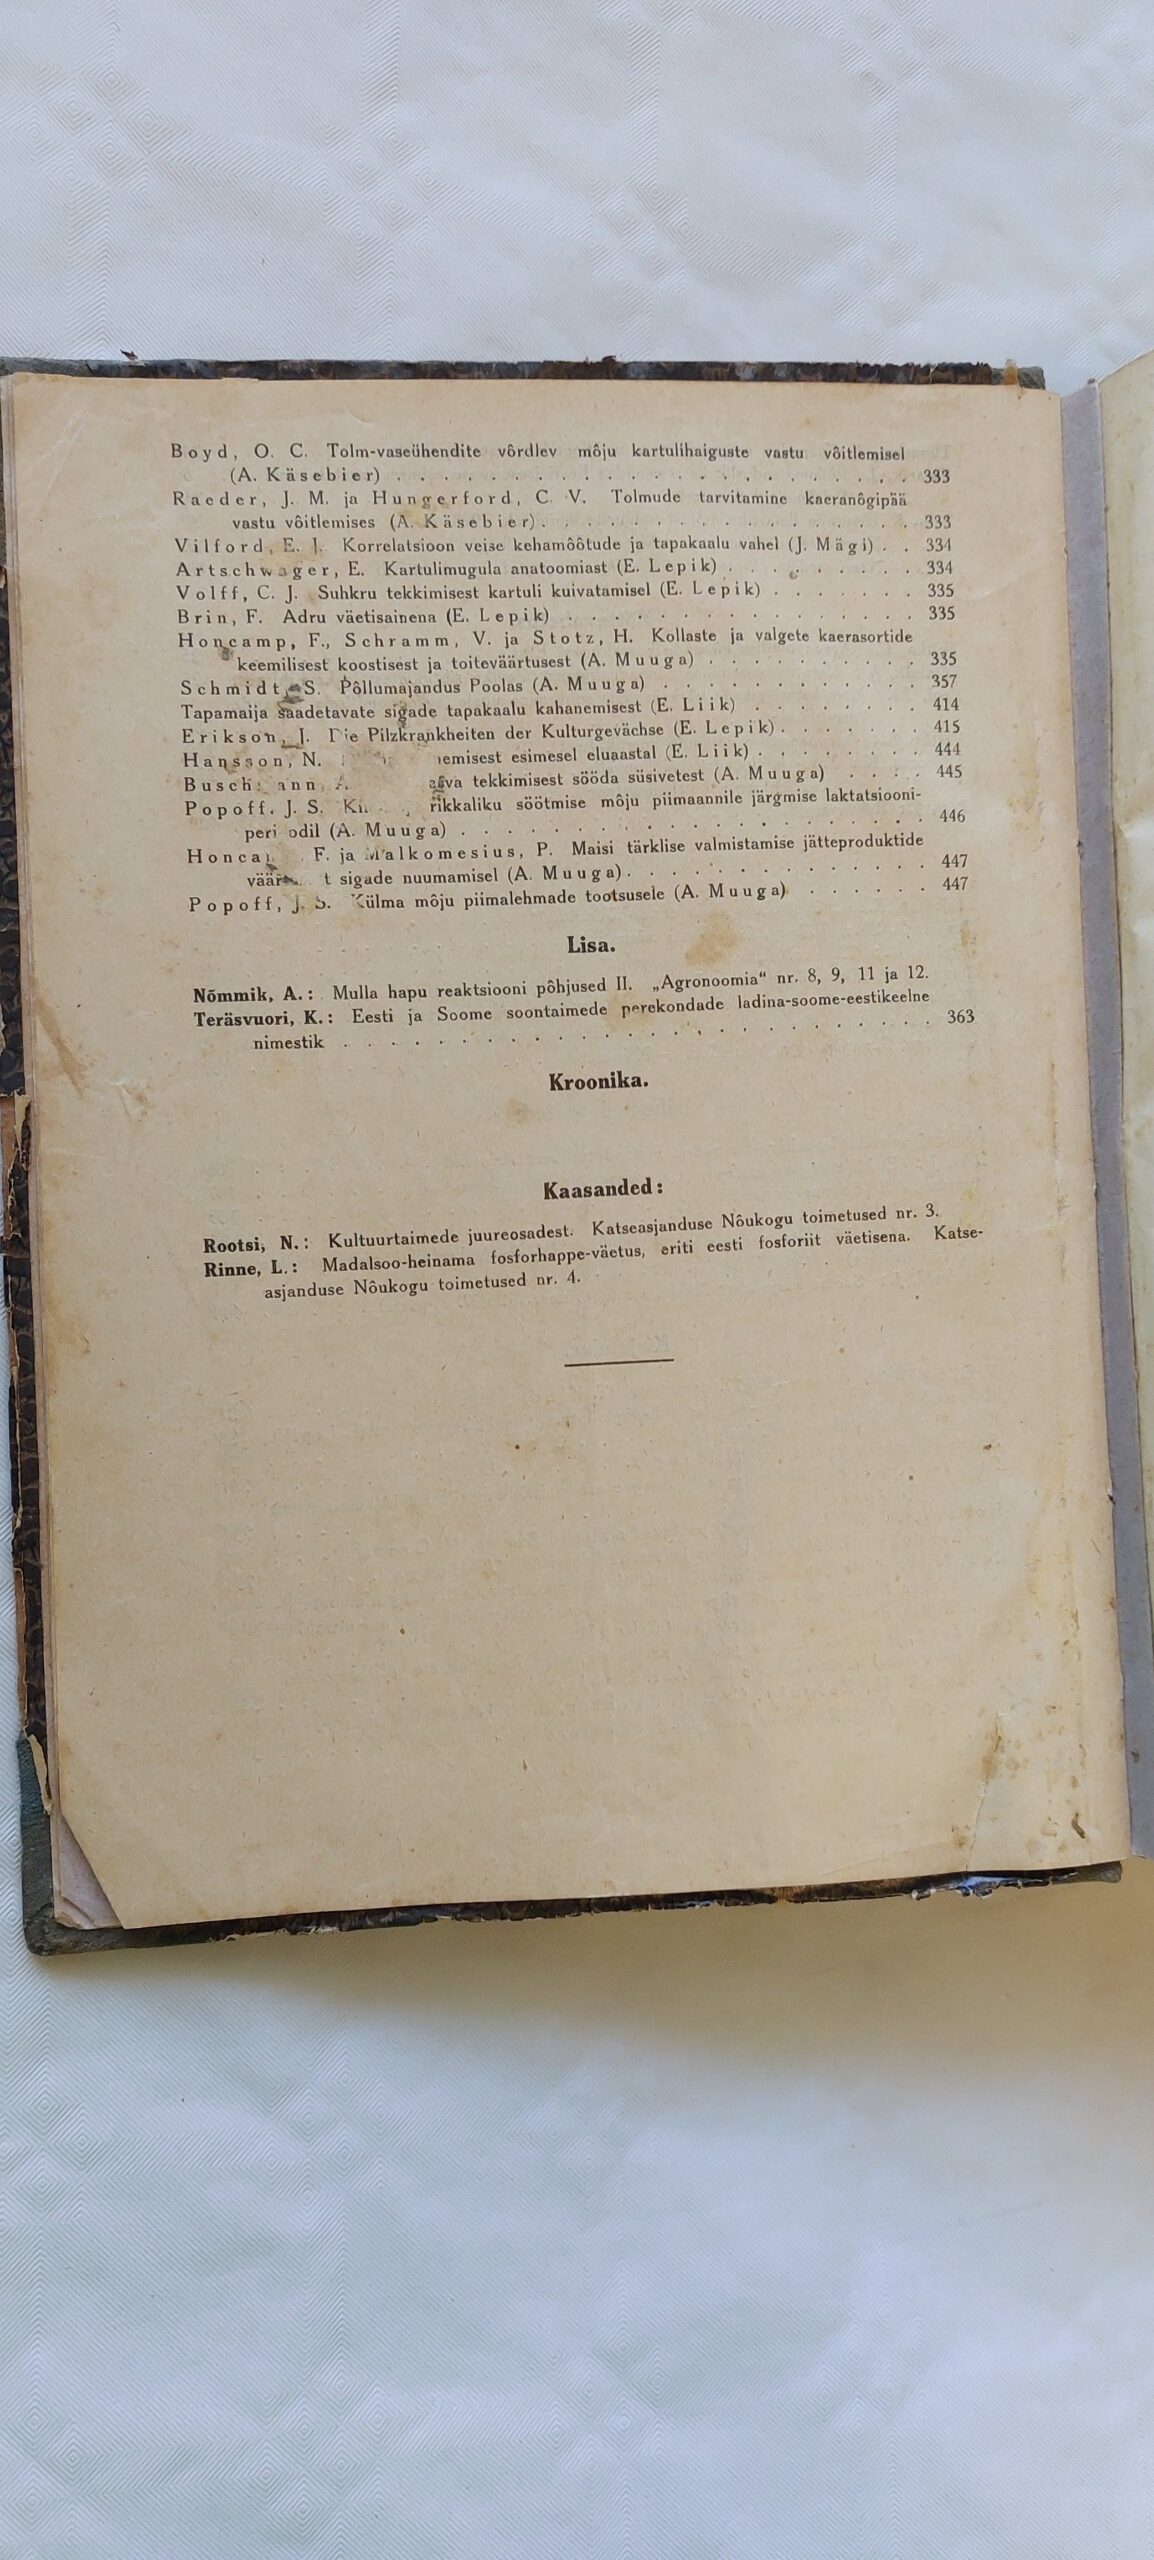 Boyd, O. C. Tolm-vaseühendite võrdlev mõju kartulihaiguste vastu võitlemisel
(A. Käsebier) . . . . . . . . . . . . . . . . . . . . . . 333
Raeder, J. M. ja Hungerford, C. V. Tolmude tarvitamine kaeranõgipää
vastu võitlemises (A. Käsebier) . . . . . . . . . . . . . . . . 333
Vilford, E. J. Korrelatsioon veise kehamõõtude ja tapakaalu vahel (J. Mägi) . . 334
Artschwager, E. Kartulimugula anatoomiast (E. Lepik) . . . . . . . . . 334
Volff, C. J. Suhkru tekkimisest kartuli kuivatamisel (E. Lepik) . . . . . . . 335
Brin, F. Adru väetisainena (E. Lepik) . . . . . . . . . . . . . . . 335
Honcamp, F., Schramm, V. ja Stotz, H. Kollaste ja valgete kaerasortide
keemilisest koostisest ja toiteväärtusest (A. Muuga) . . . . . . . . . . 335
Schmidt, S. Põllumajandus Poolas (A. Muuga) . . . . . . . . . . . . 357
Tapamaija saadetavate sigade tapakaalu kahanemisest (E. Liik) . . . . . . . . 414
Erikson, J. Die Pilzkrankheiten der Kulturgevächse (E. Lepik) . . . . . . . 415
Hansson, N. esimesel eluaastal (E. Liik) . . . . . . . . 444
Buschmann, A. tekkimisest sööda süsivetest (A. Muuga) . . . . 445
Popoff, J. S. rikkaliku söötmise mõju piimaannile järgmise laktatsiooni-
periodil (A. Muuga) . . . . . . . . . . . . . . . . . . . . 446
Honcamp, F. ja Malkomesius, P. Maisi tärklise valmistamise jätteproduktide
sigade nuumamisel (A. Muuga) . . . . . . . . . . . . . . 447
Popoff, J. S. Külma mõju piimalehmade tootsusele (A. Muuga) . . . . . . 447
Lisa.
Nõmmik, A.: Mulla hapu reaktsiooni põhjused II. „Agronoomia“ nr. 8, 9, 11 ja 12.
Teräsvuori, K.: Eesti ja Soome soontaimede perekondade ladina-soome-eestikeelne
nimestik . . . . . . . . . . . . . . . . . . . . . . . . 363
Kroonika.
Kaasanded:
Rootsi, N.: Kultuurtaimede juureosadest. Katseasjanduse Nõukogu toimetused nr. 3.
Rinne, L.: Madalsoo-heinama fosforhappe-väetus, eriti eesti fosforiit väetisena. Katse-
asjanduse Nõukogu toimetused nr. 4.